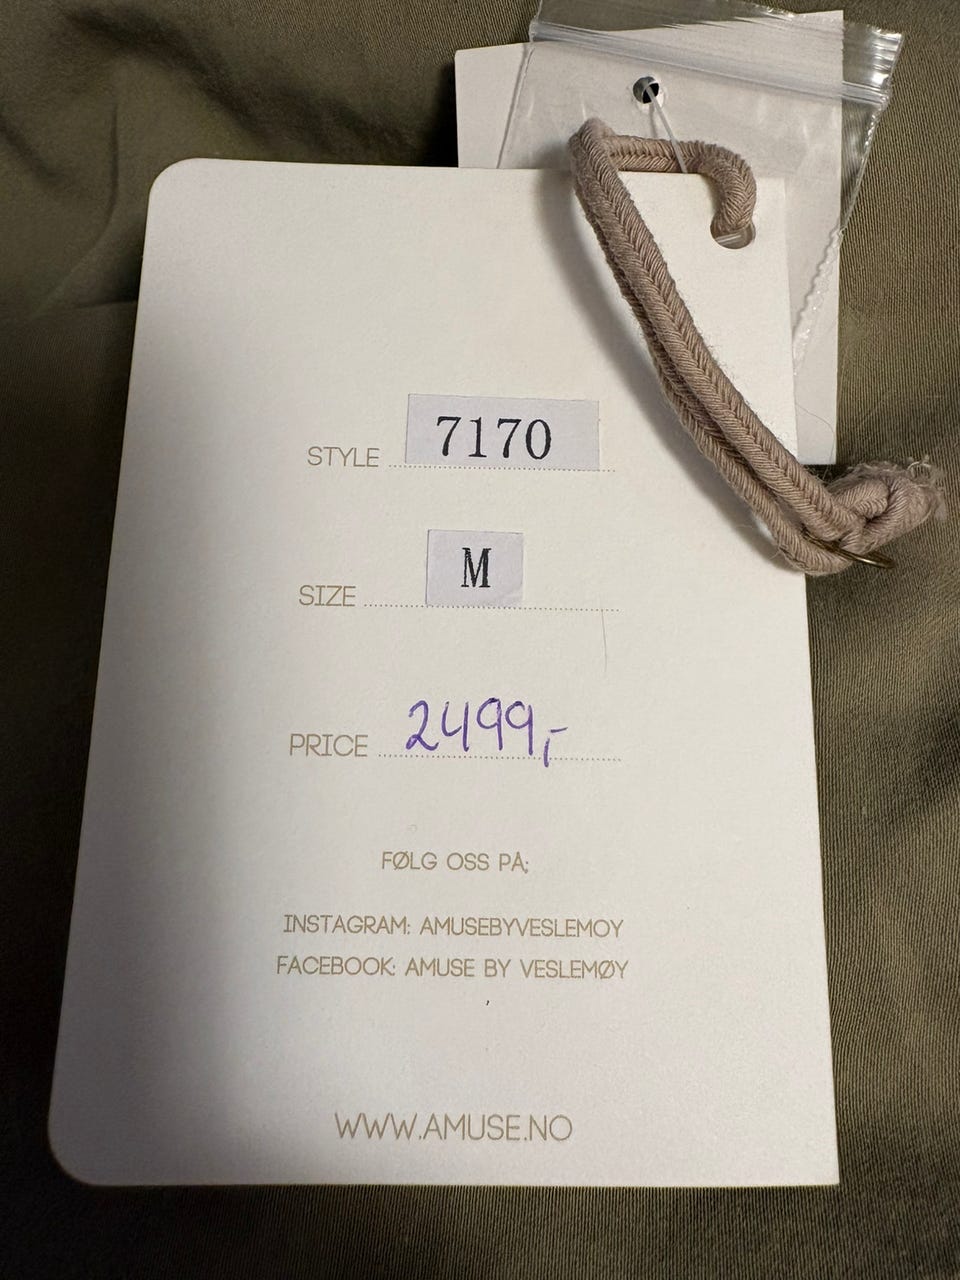 STYLE 7170
SIZE M
PRICE 2499,-
FØLG OSS PÅ;
INSTAGRAM: AMUSEBYVESLEMOY
FACEBOOK: AMUSE BY VESLEMØY
WWW.AMUSE.NO